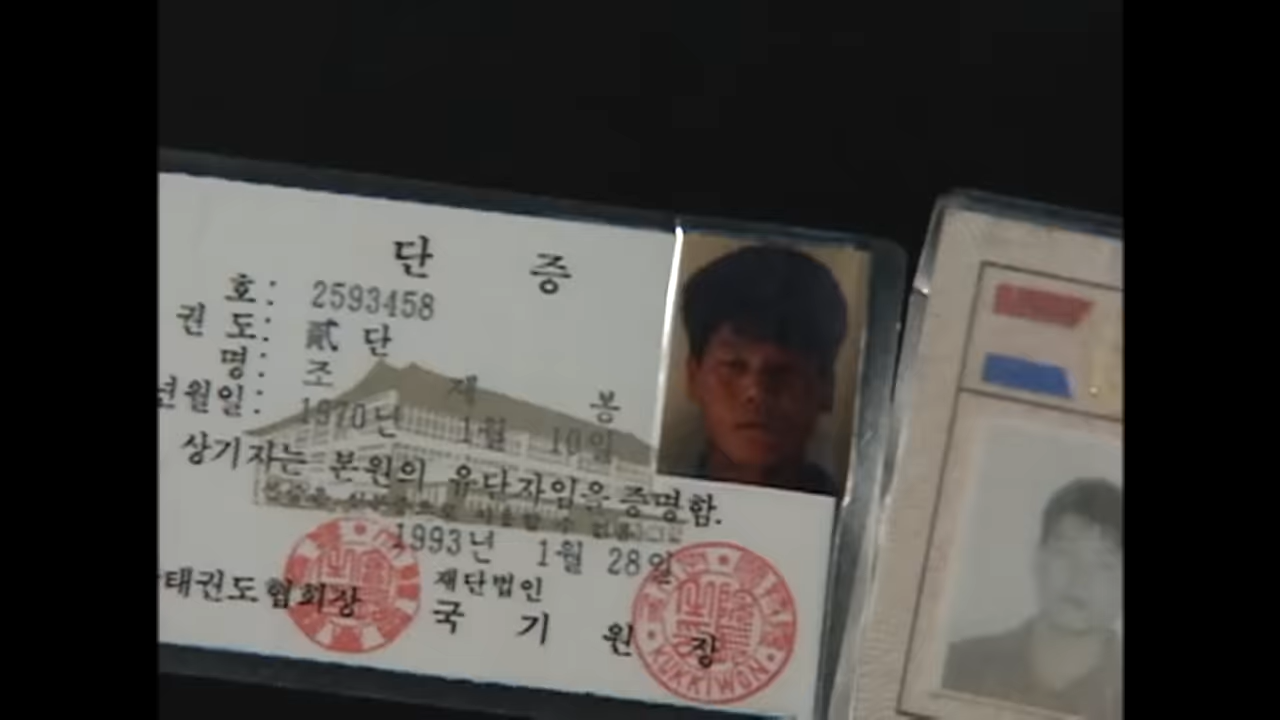 단 증
호: 2593458
권 도: 貳 단
명: 조 재 봉
년월일: 1970년 1월 10일
상기자는 본원의 유단자임을 증명함.
1993년 1월 28일
태권도협회장
재단법인
국 기 원 장
KUKKIWON